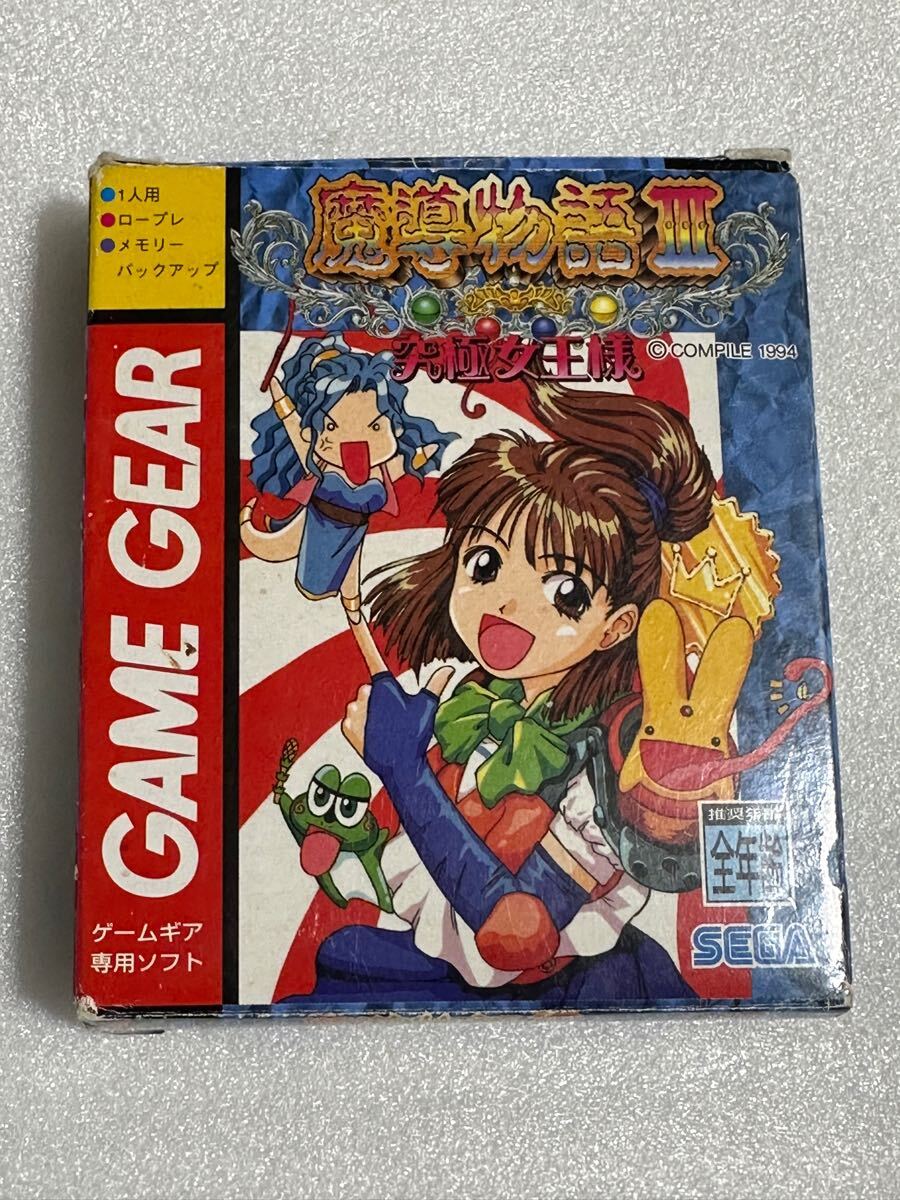 ●1人用
●ロープレ
●メモリー
バックアップ
魔導物語III
究極女王様
©COMPILE 1994
GAME GEAR
推奨年齢
全年齢
SEGA
ゲームギア
専用ソフト